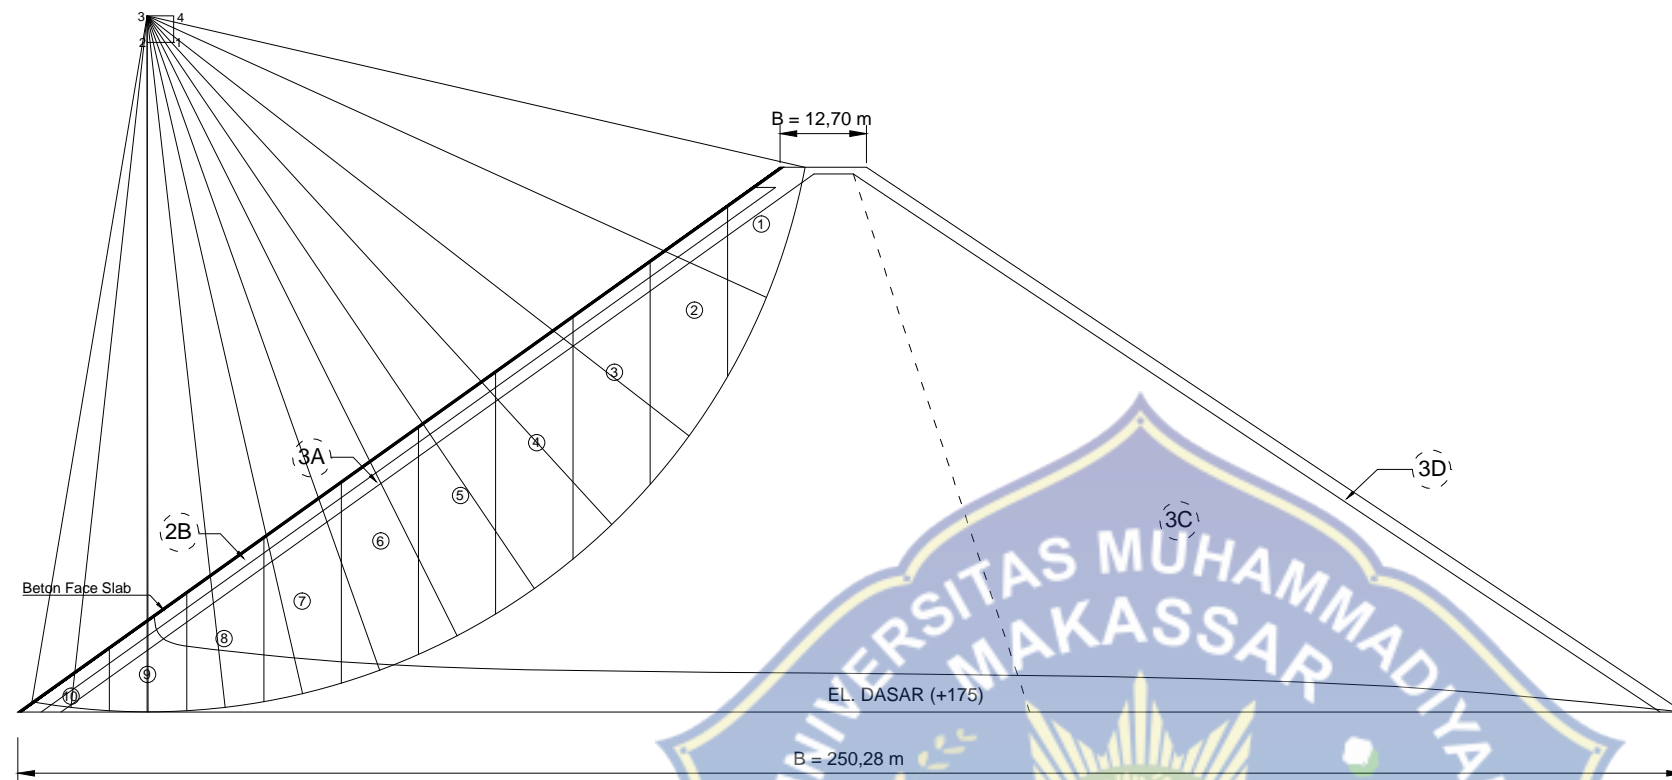 3 4
2 1
B = 12,70 m
1
2
3
4
3A
3D
5
3C
2B
6
Beton Face Slab
7
8
9
10
EL. DASAR (+175)
B = 250,28 m
UNIVERSITAS MUHAMMADIYA
MAKASSAR